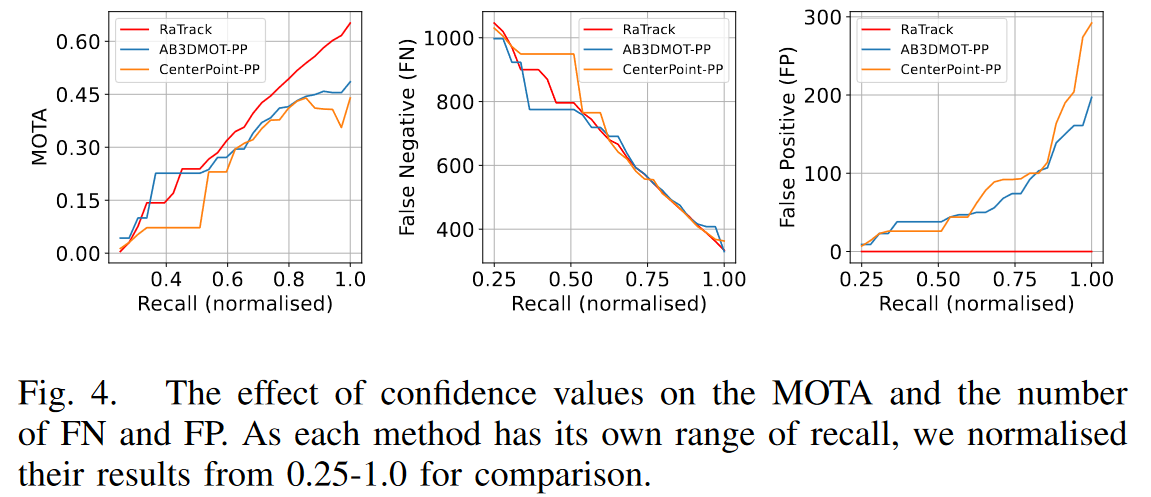 MOTA
0.60
0.45
0.30
0.15
0.00
RaTrack
AB3DMOT-PP
CenterPoint-PP
0.4 0.6 0.8 1.0
Recall (normalised)
False Negative (FN)
1000
800
600
400
RaTrack
AB3DMOT-PP
CenterPoint-PP
0.25 0.50 0.75 1.00
Recall (normalised)
False Positive (FP)
300
200
100
0
RaTrack
AB3DMOT-PP
CenterPoint-PP
0.25 0.50 0.75 1.00
Recall (normalised)
Fig. 4. The effect of confidence values on the MOTA and the number
of FN and FP. As each method has its own range of recall, we normalised
their results from 0.25-1.0 for comparison.